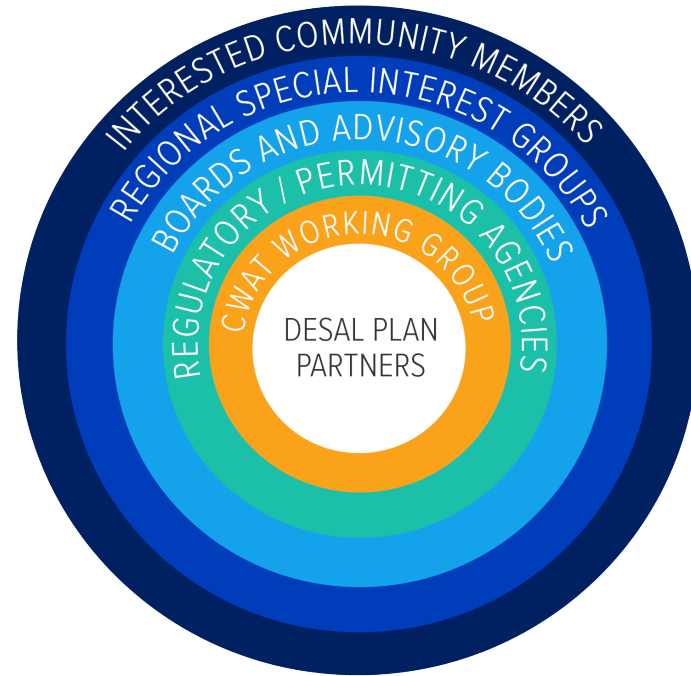 INTERESTED COMMUNITY MEMBERS
REGIONAL SPECIAL INTEREST GROUPS
BOARDS AND ADVISORY BODIES
REGULATORY / PERMITTING AGENCIES
CWAT WORKING GROUP
DESAL PLAN
PARTNERS